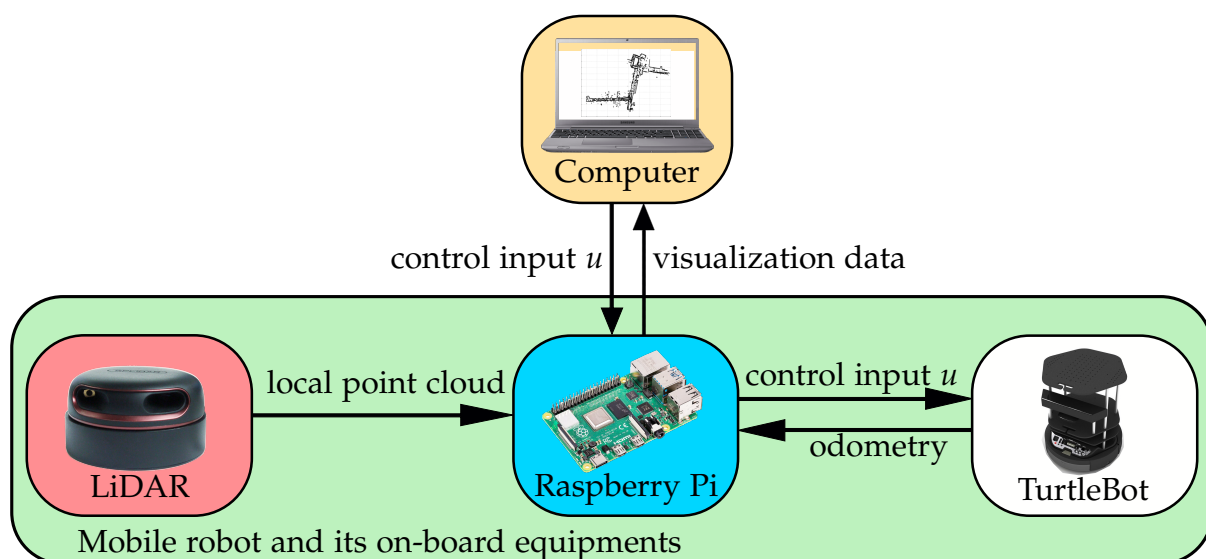 Computer
control input u
visualization data
local point cloud
control input u
odometry
LiDAR
Raspberry Pi
TurtleBot
Mobile robot and its on-board equipments